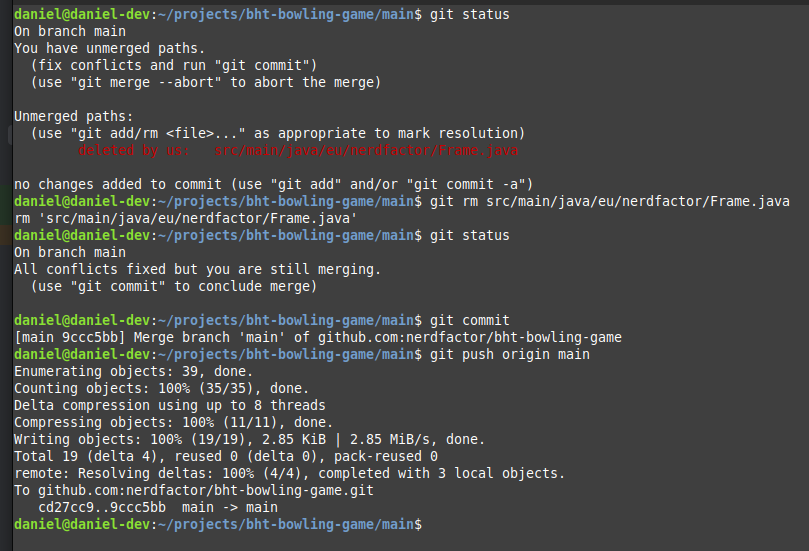 daniel@daniel-dev:~/projects/bht-bowling-game/main$ git status
On branch main
You have unmerged paths.
  (fix conflicts and run "git commit")
  (use "git merge --abort" to abort the merge)

Unmerged paths:
  (use "git add/rm <file>..." as appropriate to mark resolution)
        deleted by us:   src/main/java/eu/nerdfactor/Frame.java

no changes added to commit (use "git add" and/or "git commit -a")
daniel@daniel-dev:~/projects/bht-bowling-game/main$ git rm src/main/java/eu/nerdfactor/Frame.java
rm 'src/main/java/eu/nerdfactor/Frame.java'
daniel@daniel-dev:~/projects/bht-bowling-game/main$ git status
On branch main
All conflicts fixed but you are still merging.
  (use "git commit" to conclude merge)

daniel@daniel-dev:~/projects/bht-bowling-game/main$ git commit
[main 9ccc5bb] Merge branch 'main' of github.com:nerdfactor/bht-bowling-game
daniel@daniel-dev:~/projects/bht-bowling-game/main$ git push origin main
Enumerating objects: 39, done.
Counting objects: 100% (35/35), done.
Delta compression using up to 8 threads
Compressing objects: 100% (11/11), done.
Writing objects: 100% (19/19), 2.85 KiB | 2.85 MiB/s, done.
Total 19 (delta 4), reused 0 (delta 0), pack-reused 0
remote: Resolving deltas: 100% (4/4), completed with 3 local objects.
To github.com:nerdfactor/bht-bowling-game.git
   cd27cc9..9ccc5bb  main -> main
daniel@daniel-dev:~/projects/bht-bowling-game/main$